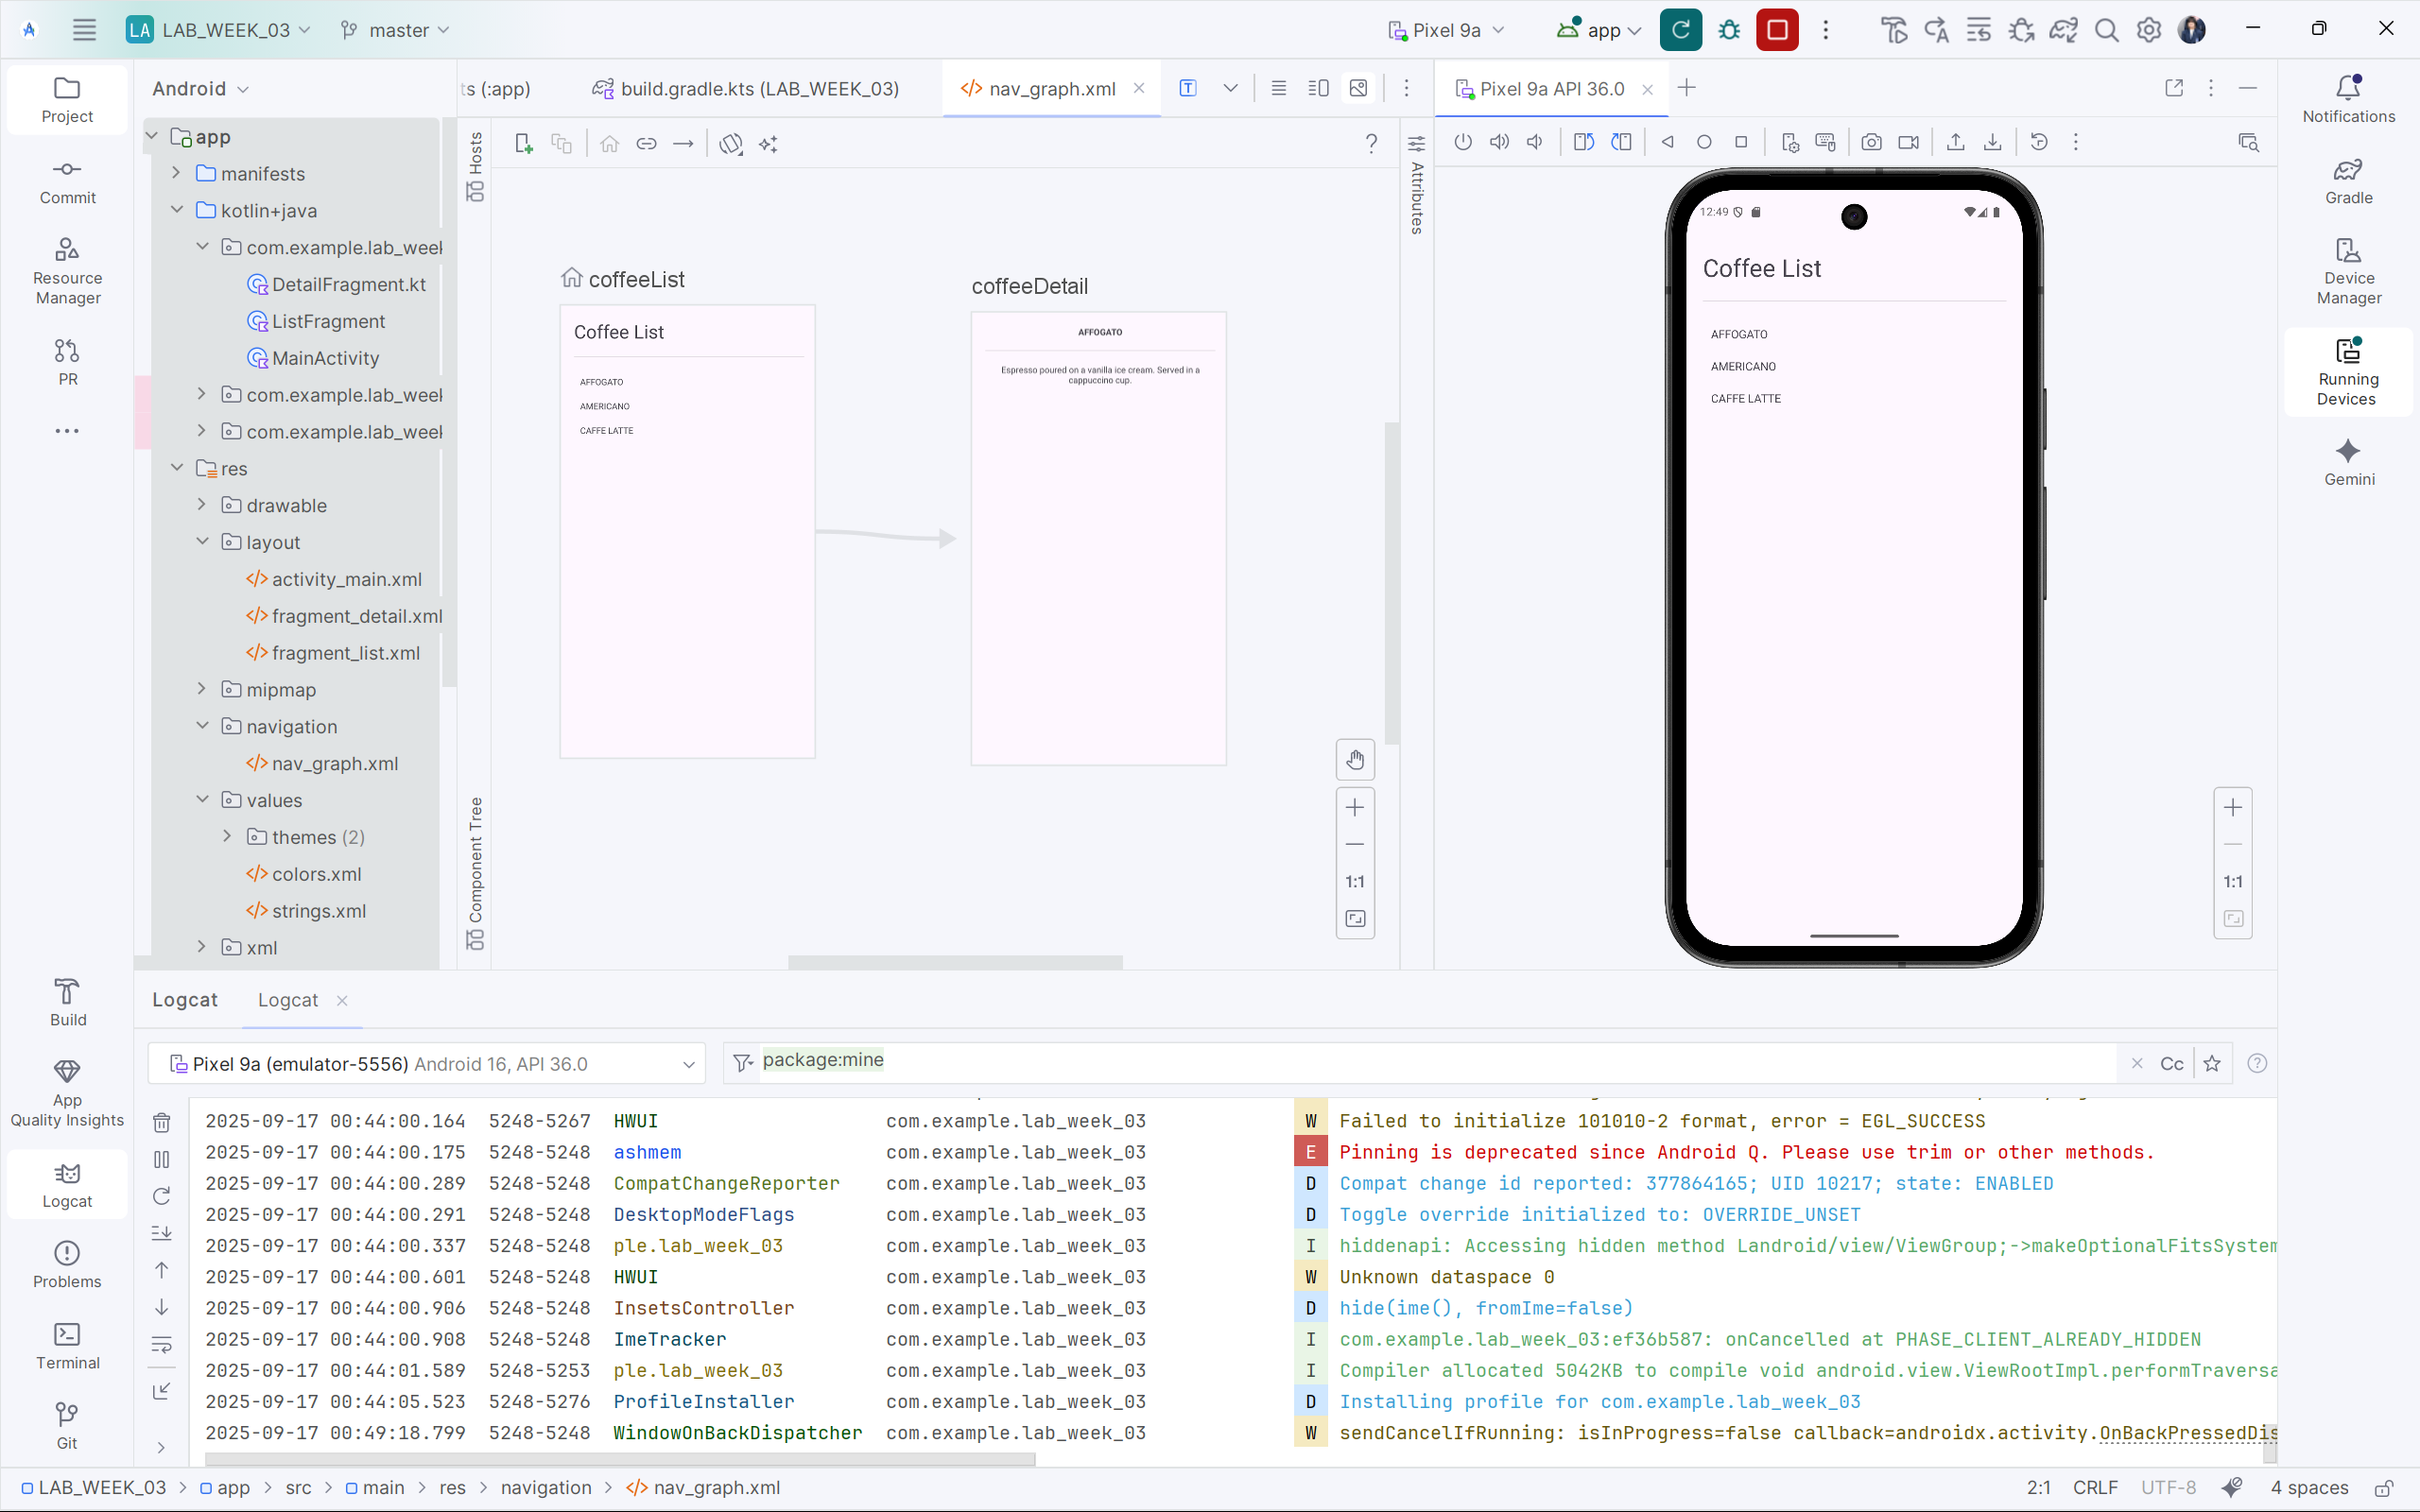 LA LAB_WEEK_03 master Pixel 9a app
Project
Commit
Resource
Manager
PR
Build
App
Quality Insights
Logcat
Problems
Terminal
Git
Android
app
manifests
kotlin+java
com.example.lab_week
DetailFragment.kt
ListFragment
MainActivity
com.example.lab_week
com.example.lab_week
res
drawable
layout
activity_main.xml
fragment_detail.xml
fragment_list.xml
mipmap
navigation
nav_graph.xml
values
themes (2)
colors.xml
strings.xml
xml
ts (:app) build.gradle.kts (LAB_WEEK_03) nav_graph.xml
Hosts
Component Tree
Attributes
coffeeList
Coffee List
AFFOGATO
AMERICANO
CAFFE LATTE
coffeeDetail
AFFOGATO
Espresso poured on a vanilla ice cream. Served in a
cappuccino cup.
1:1
Pixel 9a API 36.0
12:49
Coffee List
AFFOGATO
AMERICANO
CAFFE LATTE
1:1
Notifications
Gradle
Device
Manager
Running
Devices
Gemini
Logcat Logcat
Pixel 9a (emulator-5556) Android 16, API 36.0 package:mine Cc
2025-09-17 00:44:00.164 5248-5267 HWUI com.example.lab_week_03 W Failed to initialize 101010-2 format, error = EGL_SUCCESS
2025-09-17 00:44:00.175 5248-5248 ashmem com.example.lab_week_03 E Pinning is deprecated since Android Q. Please use trim or other methods.
2025-09-17 00:44:00.289 5248-5248 CompatChangeReporter com.example.lab_week_03 D Compat change id reported: 377864165; UID 10217; state: ENABLED
2025-09-17 00:44:00.291 5248-5248 DesktopModeFlags com.example.lab_week_03 D Toggle override initialized to: OVERRIDE_UNSET
2025-09-17 00:44:00.337 5248-5248 ple.lab_week_03 com.example.lab_week_03 I hiddenapi: Accessing hidden method Landroid/view/ViewGroup;->makeOptionalFitsSystem
2025-09-17 00:44:00.601 5248-5248 HWUI com.example.lab_week_03 W Unknown dataspace 0
2025-09-17 00:44:00.906 5248-5248 InsetsController com.example.lab_week_03 D hide(ime(), fromIme=false)
2025-09-17 00:44:00.908 5248-5248 ImeTracker com.example.lab_week_03 I com.example.lab_week_03:ef36b587: onCancelled at PHASE_CLIENT_ALREADY_HIDDEN
2025-09-17 00:44:01.589 5248-5253 ple.lab_week_03 com.example.lab_week_03 I Compiler allocated 5042KB to compile void android.view.ViewRootImpl.performTraversa
2025-09-17 00:44:05.523 5248-5276 ProfileInstaller com.example.lab_week_03 D Installing profile for com.example.lab_week_03
2025-09-17 00:49:18.799 5248-5248 WindowOnBackDispatcher com.example.lab_week_03 W sendCancelIfRunning: isInProgress=false callback=androidx.activity.OnBackPressedDis
LAB_WEEK_03 > app > src > main > res > navigation > nav_graph.xml 2:1 CRLF UTF-8 4 spaces